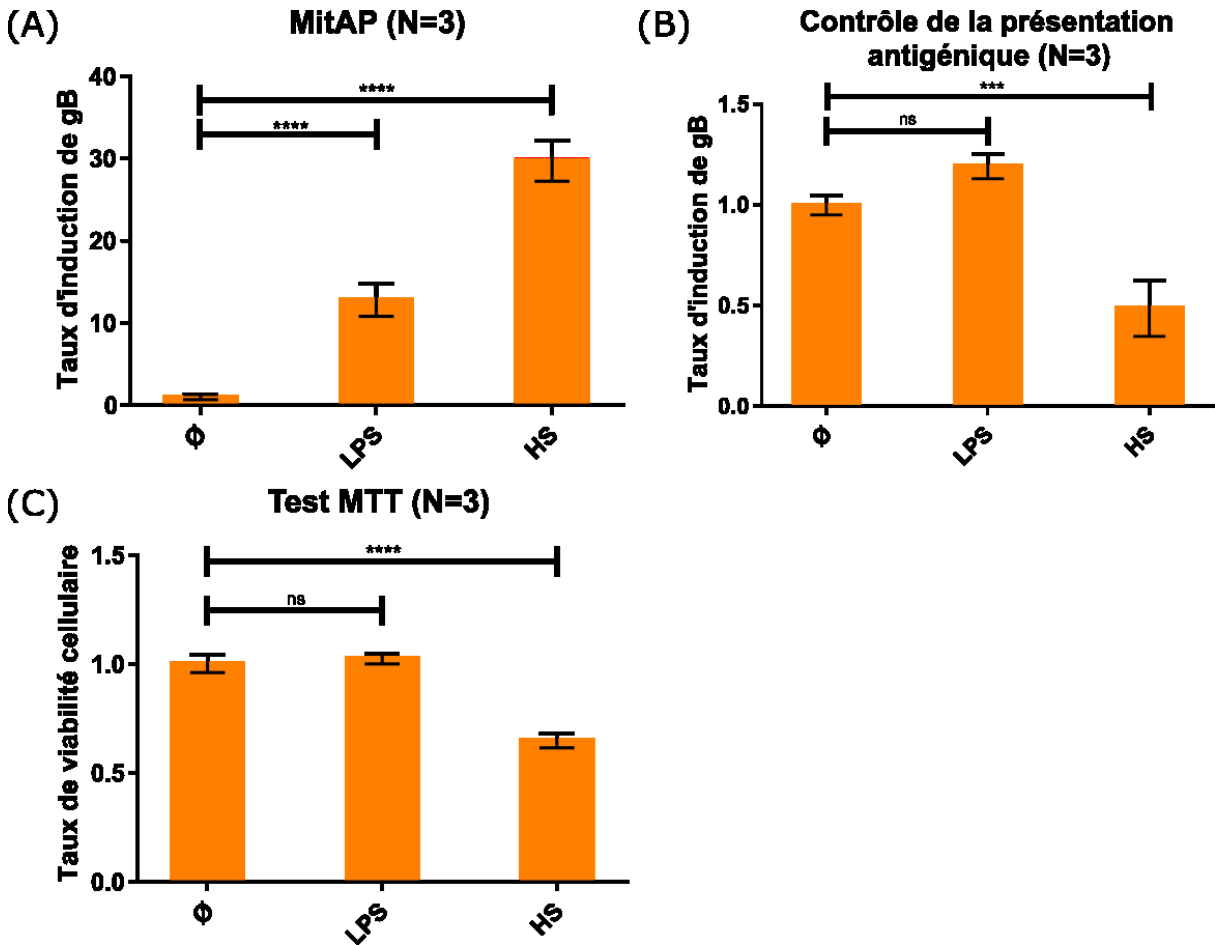 (A)
MitAP (N=3)
Taux d'induction de gB
40
30
20
10
0
****
****
Ø
LPS
HS
(B)
Contrôle de la présentation
antigénique (N=3)
Taux d'induction de gB
1.5
1.0
0.5
0.0
***
ns
Ø
LPS
HS
(C)
Test MTT (N=3)
Taux de viabilité cellulaire
1.5
1.0
0.5
0.0
****
ns
Ø
LPS
HS